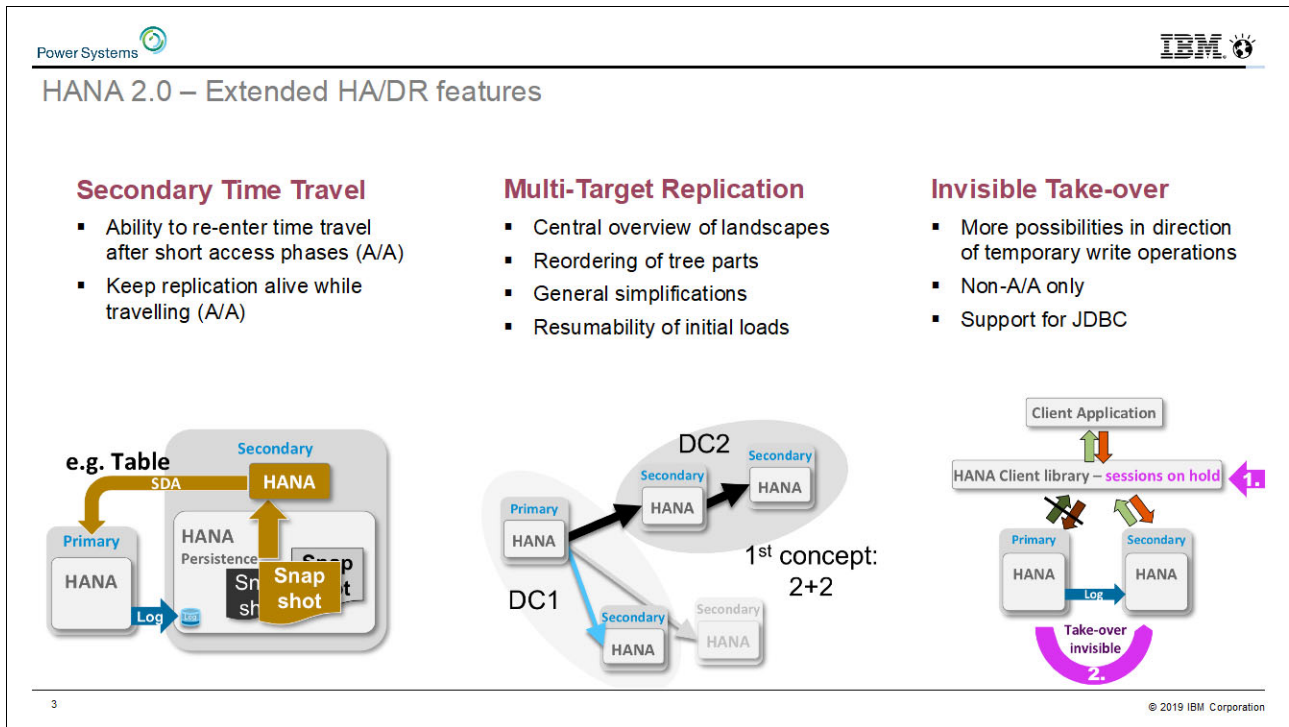 Power Systems
IBM
HANA 2.0 – Extended HA/DR features
Secondary Time Travel
▪ Ability to re-enter time travel
after short access phases (A/A)
▪ Keep replication alive while
travelling (A/A)
Multi-Target Replication
▪ Central overview of landscapes
▪ Reordering of tree parts
▪ General simplifications
▪ Resumability of initial loads
Invisible Take-over
▪ More possibilities in direction
of temporary write operations
▪ Non-A/A only
▪ Support for JDBC
Secondary
e.g. Table
SDA
HANA
Primary
HANA
HANA
Persistence
Snap
shot
Log
DC2
Secondary
HANA
Secondary
HANA
Primary
HANA
1st concept:
2+2
DC1
Secondary
HANA
Secondary
HANA
Client Application
HANA Client library – sessions on hold
1.
Primary
HANA
Secondary
HANA
Log
Take-over
invisible
2.
3
© 2019 IBM Corporation